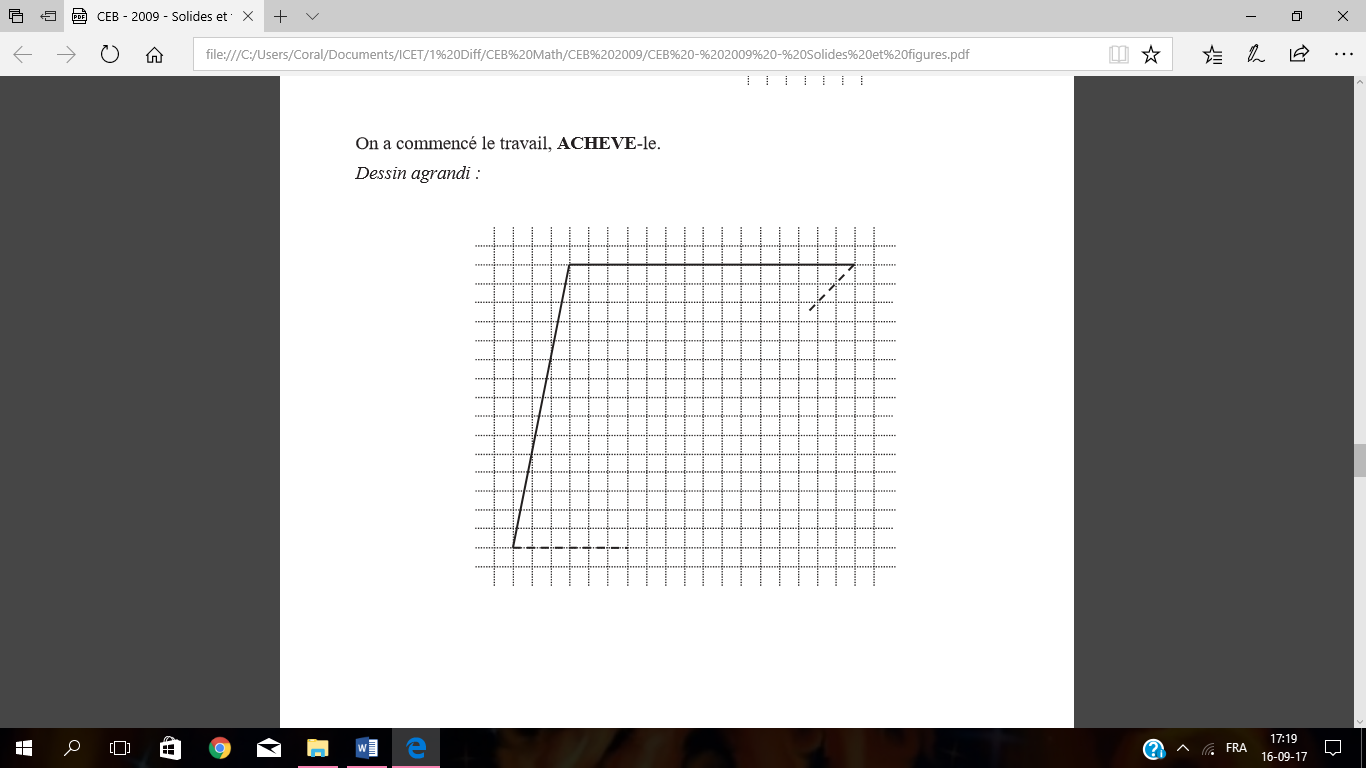 CEB - 2009 - Solides et
file:///C:/Users/Coral/Documents/ICET/1%20Diff/CEB%20Math/CEB%202009/CEB%20-%202009%20-%20Solides%20et%20figures.pdf
On a commencé le travail, ACHEVE-le.
Dessin agrandi :
17:19
FRA
16-09-17